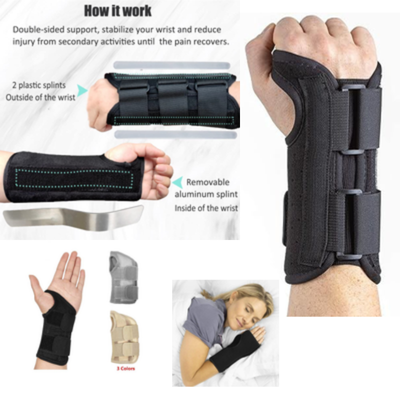 How it work
Double-sided support, stabilize your wrist and reduce
injury from secondary activities until the pain recovers.
2 plastic splints
Outside of the wrist
Removable
aluminum splint
Inside of the wrist
3 Colors